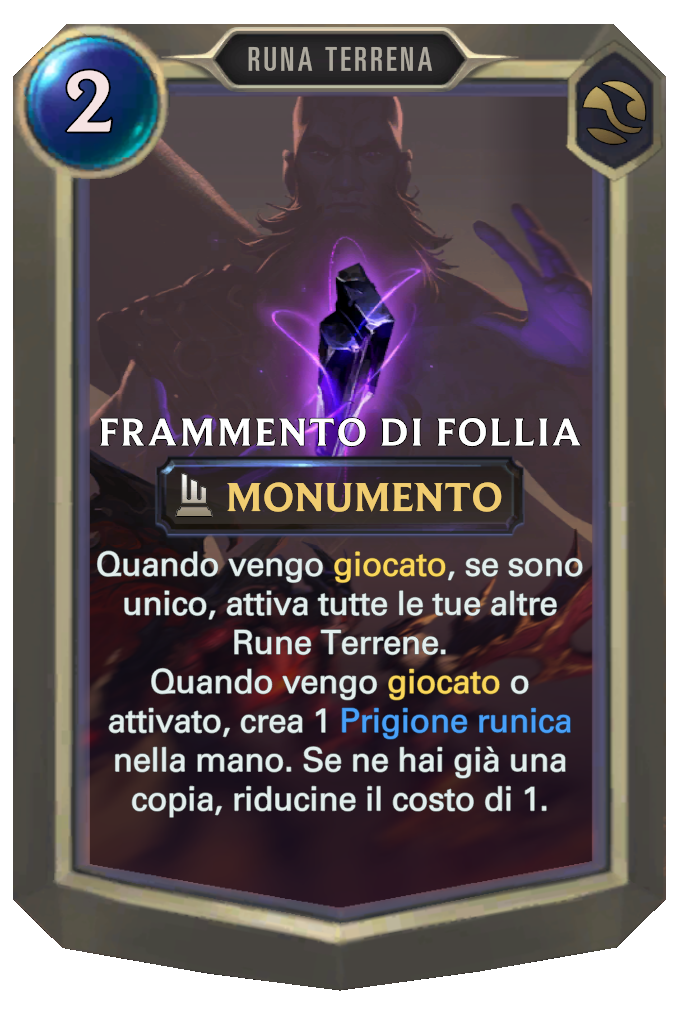 RUNA TERRENA
2
FRAMMENTO DI FOLLIA
MONUMENTO
Quando vengo giocato, se sono
unico, attiva tutte le tue altre
Rune Terrene.
Quando vengo giocato o
attivato, crea 1 Prigione runica
nella mano. Se ne hai già una
copia, riducine il costo di 1.